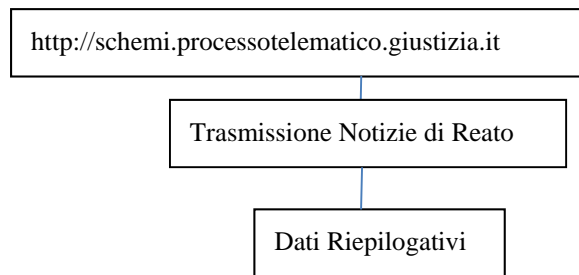 http://schemi.processotelematico.giustizia.it
Trasmissione Notizie di Reato
Dati Riepilogativi